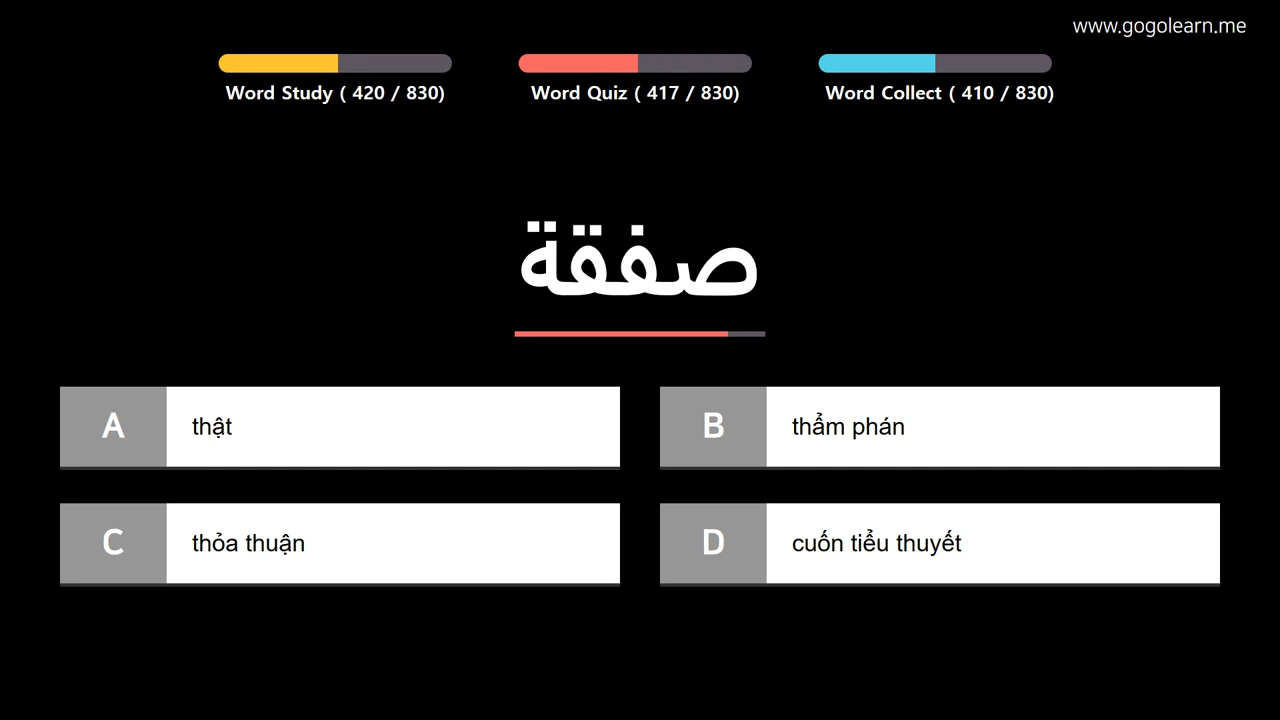 www.gogolearn.me
Word Study ( 420 / 830)
Word Quiz ( 417 / 830)
Word Collect ( 410 / 830)
صفقة
A thật
B thẩm phán
C thỏa thuận
D cuốn tiểu thuyết